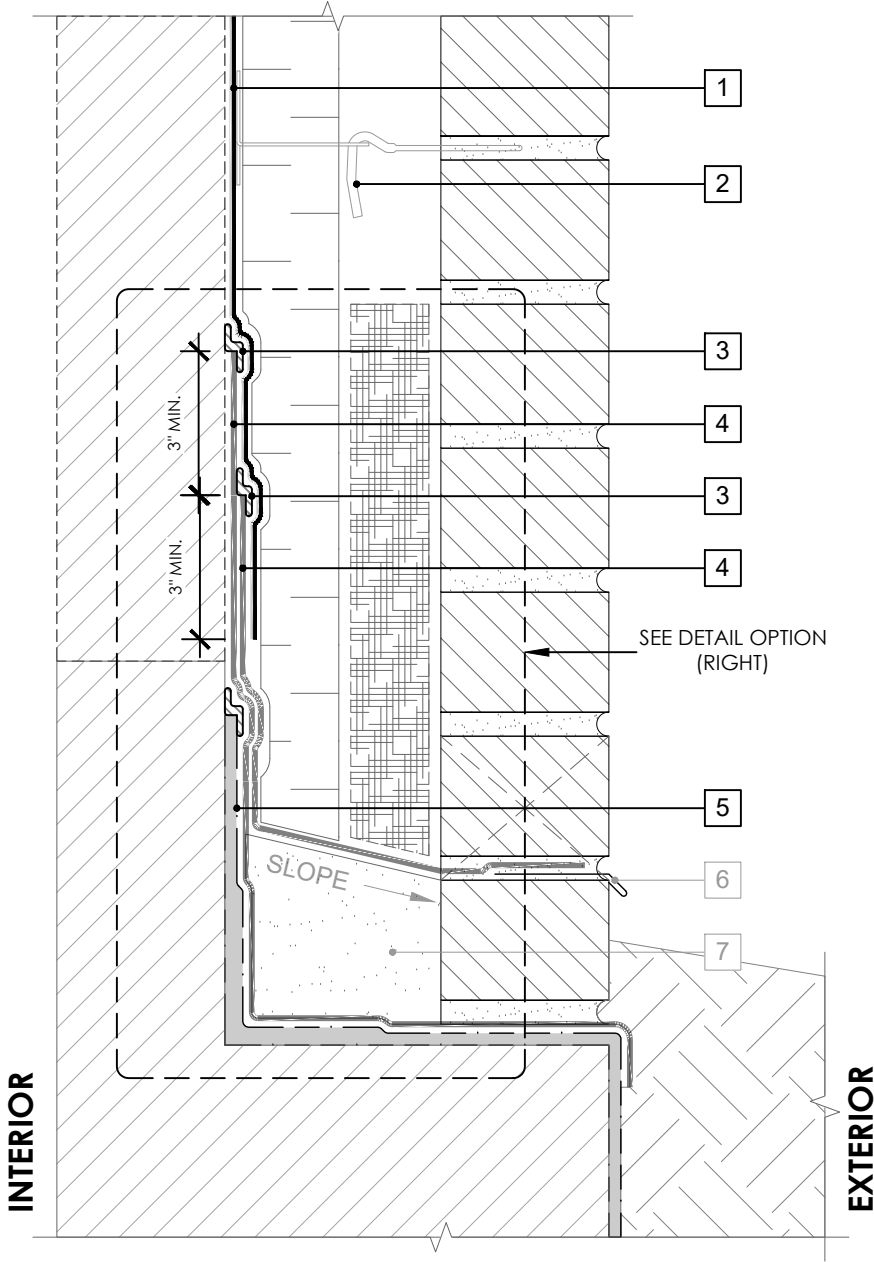 1
2
3
3" MIN.
4
3
3" MIN.
4
SEE DETAIL OPTION
(RIGHT)
5
SLOPE
6
7
INTERIOR
EXTERIOR